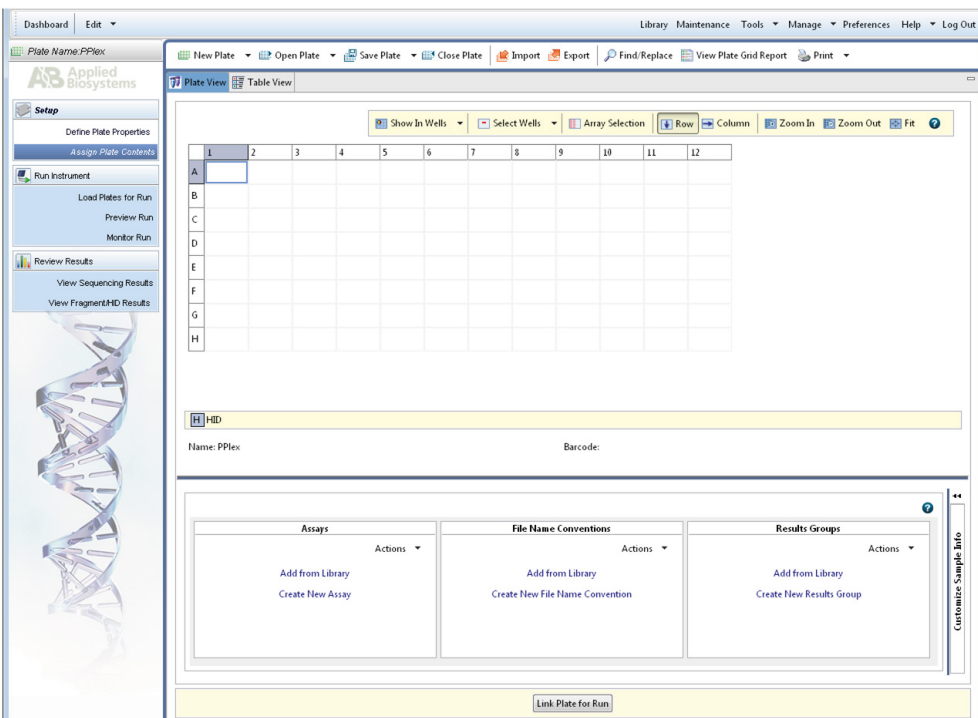 Dashboard Edit Library Maintenance Tools Manage Preferences Help Log Out
Plate Name:PPlex
New Plate Open Plate Save Plate Close Plate Import Export Find/Replace View Plate Grid Report Print
AB Applied Biosystems
Plate View Table View
Setup
Define Plate Properties
Assign Plate Contents
Run Instrument
Load Plates for Run
Preview Run
Monitor Run
Review Results
View Sequencing Results
View Fragment/HID Results
Show In Wells Select Wells Array Selection Row Column Zoom In Zoom Out Fit ?
1 2 3 4 5 6 7 8 9 10 11 12
A
B
C
D
E
F
G
H
H HID
Name: PPlex Barcode:
?
Assays
Actions
Add from Library
Create New Assay
File Name Conventions
Actions
Add from Library
Create New File Name Convention
Results Groups
Actions
Add from Library
Create New Results Group
Customize Sample Info
Link Plate for Run